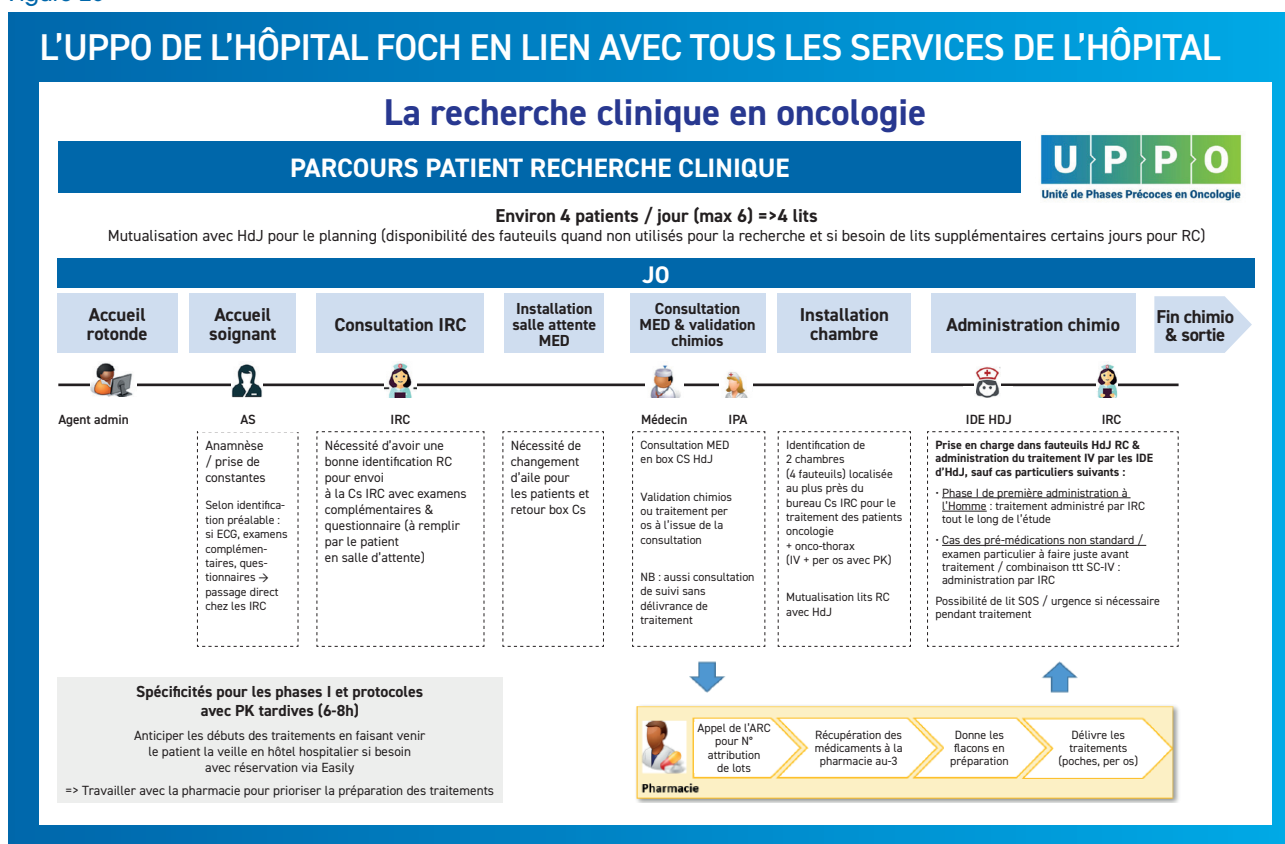 L'UPPO DE L'HÔPITAL FOCH EN LIEN AVEC TOUS LES SERVICES DE L'HÔPITAL
La recherche clinique en oncologie
PARCOURS PATIENT RECHERCHE CLINIQUE
U P P O
Unité de Phases Précoces en Oncologie
Environ 4 patients / jour (max 6) =>4 lits
Mutualisation avec HdJ pour le planning (disponibilité des fauteuils quand non utilisés pour la recherche et si besoin de lits supplémentaires certains jours pour RC)
JO
Accueil
rotonde
Accueil
soignant
Consultation IRC
Installation
salle attente
MED
Consultation
MED & validation
chimios
Installation
chambre
Administration chimio
Fin chimio
& sortie
Agent admin
AS
IRC
Médecin
IPA
IDE HDJ
IRC
Anamnèse
/ prise de
constantes
Selon identifica-
tion préalable :
si ECG, examens
complémen-
taires, ques-
tionnaires →
passage direct
chez les IRC
Nécessité d'avoir une
bonne identification RC
pour envoi
à la Cs IRC avec examens
complémentaires &
questionnaire (à remplir
par le patient
en salle d'attente)
Nécessité de
changement
d'aile pour
les patients et
retour box Cs
Consultation MED
en box CS HdJ
Validation chimios
ou traitement per
os à l'issue de la
consultation
NB : aussi consultation
de suivi sans
délivrance de
traitement
Identification de
2 chambres
(4 fauteuils) localisée
au plus près du
bureau Cs IRC pour le
traitement des patients
oncologie
+ onco-thorax
(IV + per os avec PK)
Mutualisation lits RC
avec HdJ
Prise en charge dans fauteuils HdJ RC &
administration du traitement IV par les IDE
d'HdJ, sauf cas particuliers suivants :
· Phase I de première administration à
l'Homme : traitement administré par IRC
tout le long de l'étude
· Cas des pré-médications non standard /
examen particulier à faire juste avant
traitement / combinaison ttt SC-IV :
administration par IRC
Possibilité de lit SOS / urgence si nécessaire
pendant traitement
Spécificités pour les phases I et protocoles
avec PK tardives (6-8h)
Anticiper les débuts des traitements en faisant venir
le patient la veille en hôtel hospitalier si besoin
avec réservation via Easily
=> Travailler avec la pharmacie pour prioriser la préparation des traitements
Pharmacie
Appel de l'ARC
pour N°
attribution
de lots
Récupération des
médicaments à la
pharmacie au-3
Donne les
flacons en
préparation
Délivre les
traitements
(poches, per os)